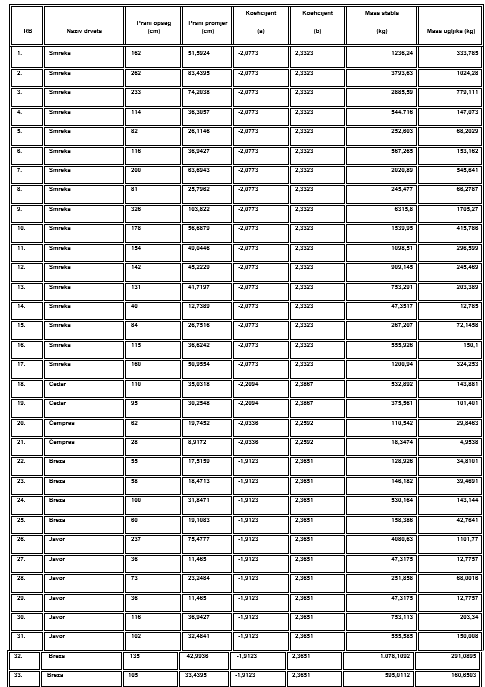 RB Naziv drveta Prsni opseg (cm) Prsni promjer (cm) Koeficijent (a) Koeficijent (b) Masa stabla (kg) Masa ugljika (kg)
1. Smreka 162 51,5924 -2,0773 2,3323 1236,24 333,785
2. Smreka 262 83,4395 -2,0773 2,3323 3793,63 1024,28
3. Smreka 233 74,2038 -2,0773 2,3323 2885,59 779,111
4. Smreka 114 36,3057 -2,0773 2,3323 544,716 147,073
5. Smreka 82 26,1146 -2,0773 2,3323 252,603 68,2029
6. Smreka 116 36,9427 -2,0773 2,3323 567,265 153,162
7. Smreka 200 63,6943 -2,0773 2,3323 2020,89 545,641
8. Smreka 81 25,7962 -2,0773 2,3323 245,477 66,2787
9. Smreka 326 103,822 -2,0773 2,3323 6315,8 1705,27
10. Smreka 178 56,6879 -2,0773 2,3323 1539,95 415,786
11. Smreka 154 49,0446 -2,0773 2,3323 1098,51 296,599
12. Smreka 142 45,2229 -2,0773 2,3323 909,145 245,469
13. Smreka 131 41,7197 -2,0773 2,3323 753,291 203,389
14. Smreka 40 12,7389 -2,0773 2,3323 47,3517 12,785
15. Smreka 84 26,7516 -2,0773 2,3323 267,207 72,1458
16. Smreka 115 36,6242 -2,0773 2,3323 555,926 150,1
17. Smreka 160 50,9554 -2,0773 2,3323 1200,94 324,253
18. Cedar 110 35,0318 -2,2094 2,3867 532,892 143,881
19. Cedar 95 30,2548 -2,2094 2,3867 375,561 101,401
20. Čempres 62 19,7452 -2,0336 2,2592 110,542 29,8463
21. Čempres 28 8,9172 -2,0336 2,2592 18,3474 4,9538
22. Breza 55 17,5159 -1,9123 2,3651 128,926 34,8101
23. Breza 58 18,4713 -1,9123 2,3651 146,182 39,4691
24. Breza 100 31,8471 -1,9123 2,3651 530,164 143,144
25. Breza 60 19,1083 -1,9123 2,3651 158,386 42,7641
26. Javor 237 75,4777 -1,9123 2,3651 4080,63 1101,77
27. Javor 36 11,465 -1,9123 2,3651 47,3175 12,7757
28. Javor 73 23,2484 -1,9123 2,3651 251,858 68,0016
29. Javor 36 11,465 -1,9123 2,3651 47,3175 12,7757
30. Javor 116 36,9427 -1,9123 2,3651 753,113 203,34
31. Javor 102 32,4841 -1,9123 2,3651 555,585 150,008
32. Breza 135 42,9936 -1,9123 2,3651 1.078,1092 291,0895
33. Breza 105 33,4395 -1,9123 2,3651 595,0112 160,6503